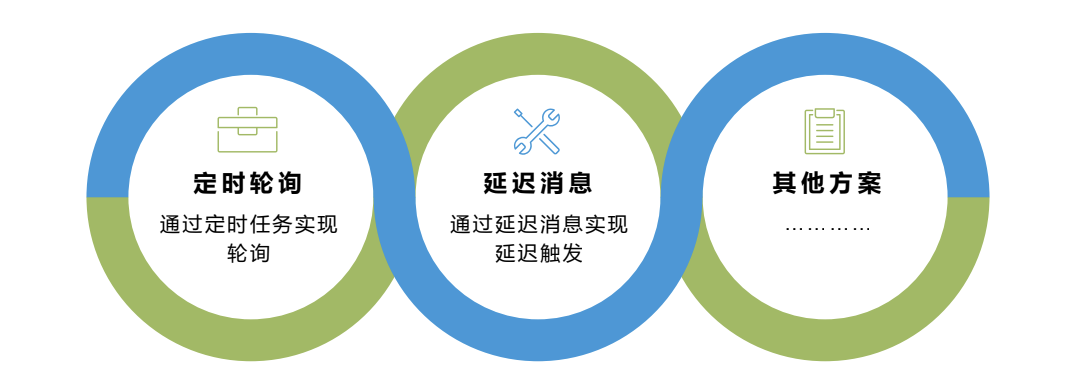 定时轮询
通过定时任务实现
轮询
延迟消息
通过延迟消息实现
延迟触发
其他方案
…………